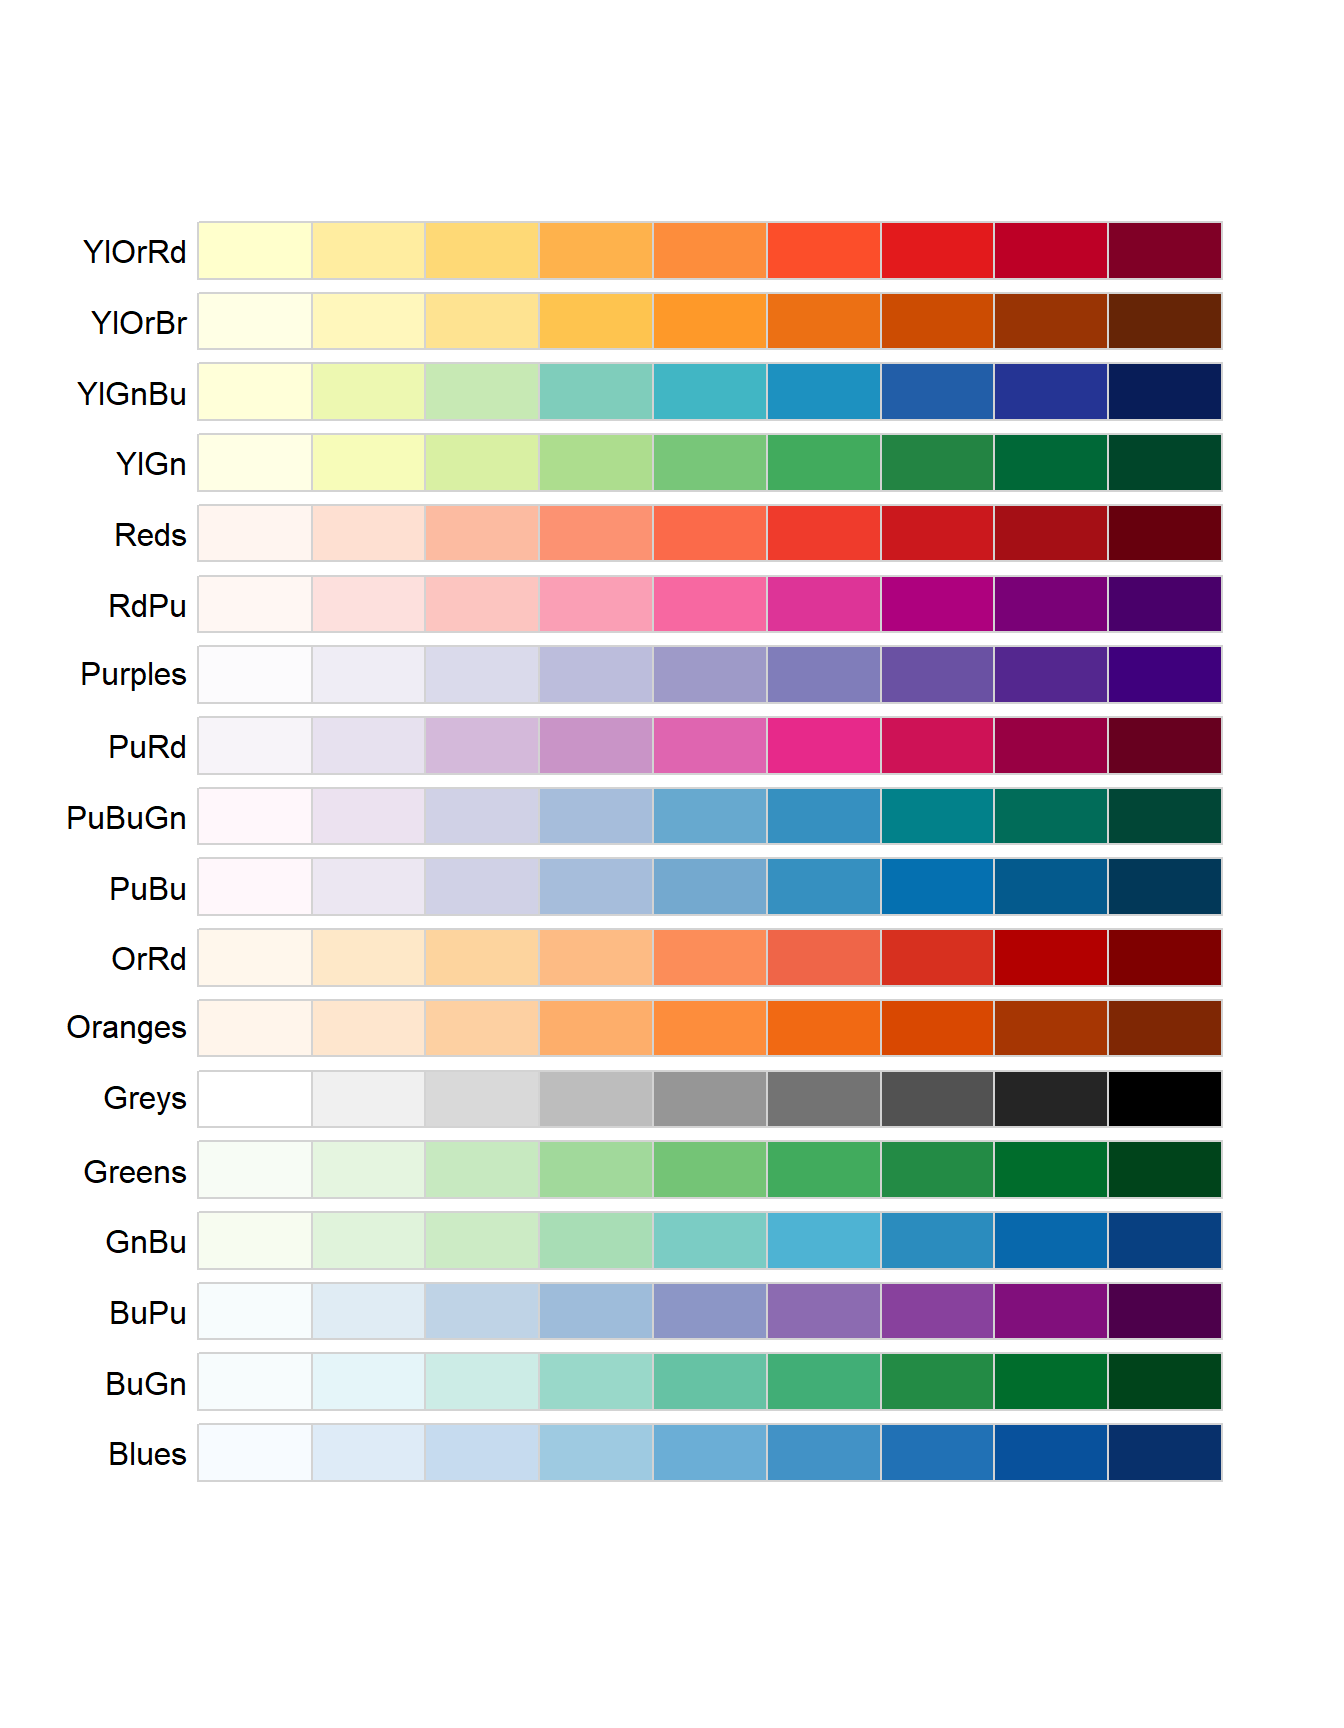 YlOrRd
YlOrBr
YlGnBu
YlGn
Reds
RdPu
Purples
PuRd
PuBuGn
PuBu
OrRd
Oranges
Greys
Greens
GnBu
BuPu
BuGn
Blues